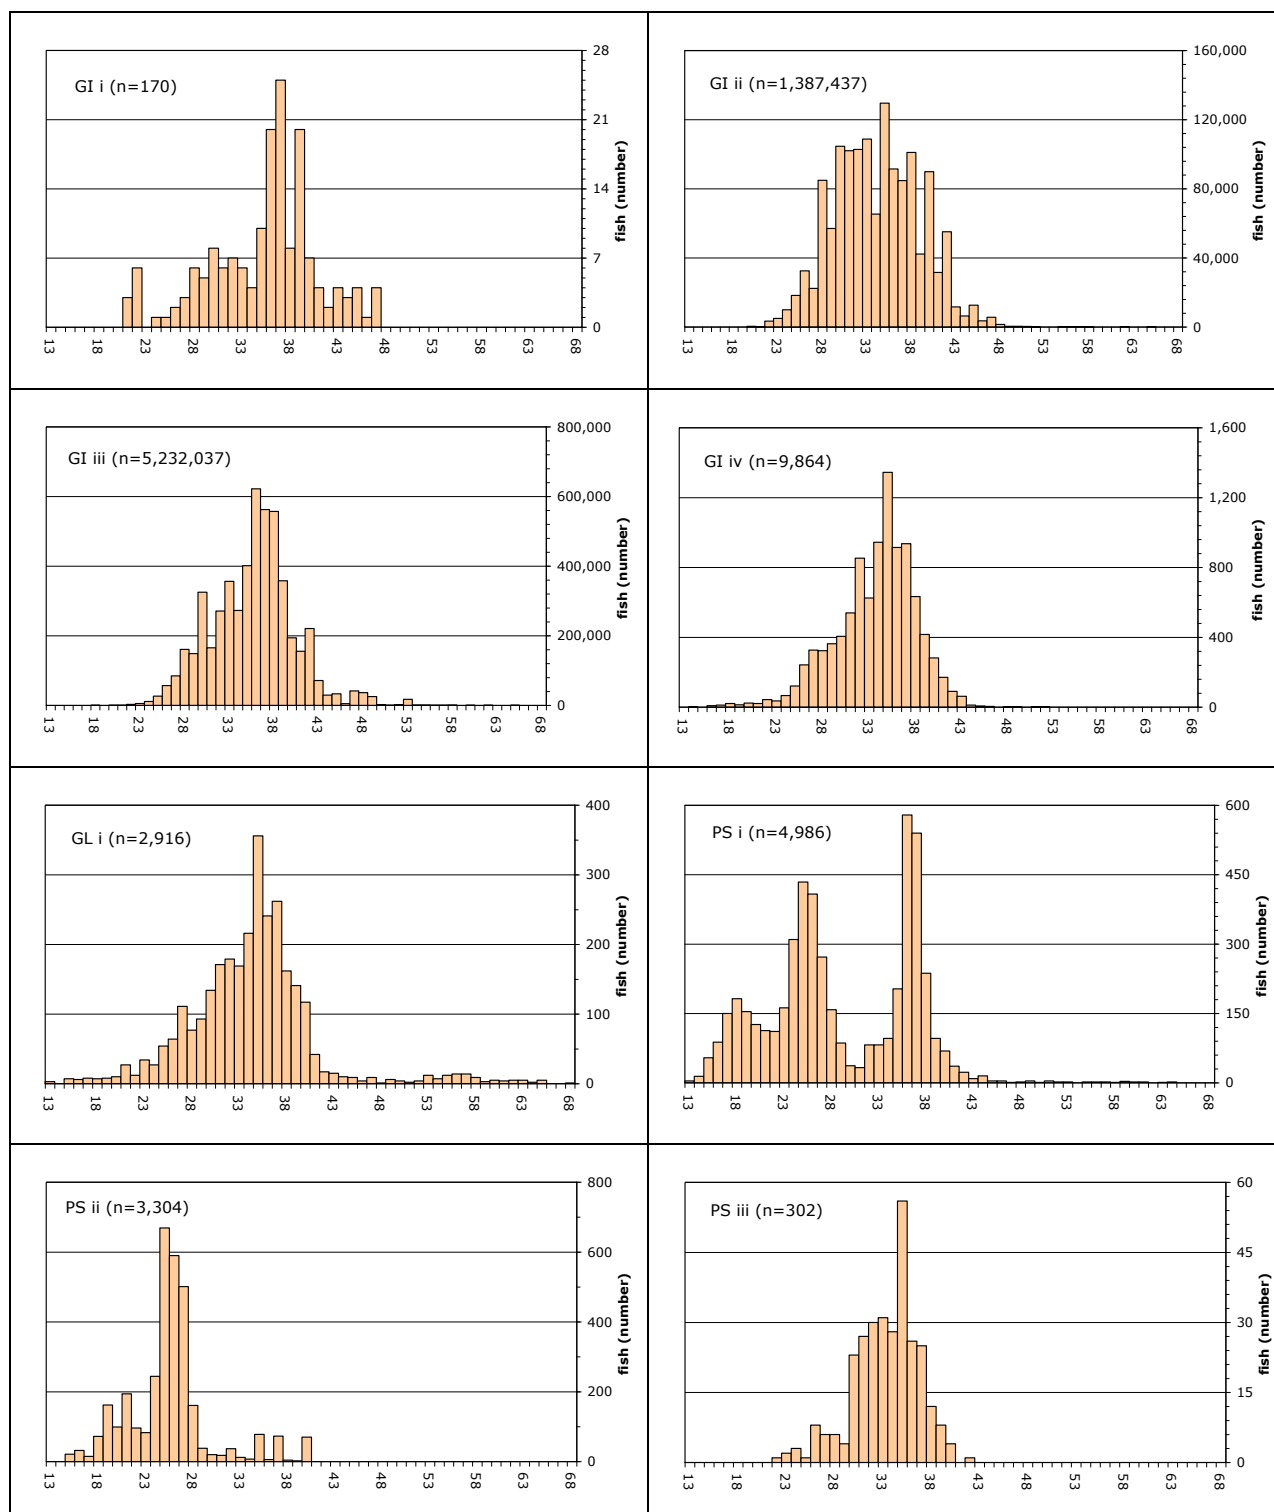 GI i (n=170)
28
21
14
7
0
fish (number)
13 18 23 28 33 38 43 48 53 58 63 68
GI ii (n=1,387,437)
160,000
120,000
80,000
40,000
0
fish (number)
13 18 23 28 33 38 43 48 53 58 63 68
GI iii (n=5,232,037)
800,000
600,000
400,000
200,000
0
fish (number)
13 18 23 28 33 38 43 48 53 58 63 68
GI iv (n=9,864)
1,600
1,200
800
400
0
fish (number)
13 18 23 28 33 38 43 48 53 58 63 68
GL i (n=2,916)
400
300
200
100
0
fish (number)
13 18 23 28 33 38 43 48 53 58 63 68
PS i (n=4,986)
600
450
300
150
0
fish (number)
13 18 23 28 33 38 43 48 53 58 63 68
PS ii (n=3,304)
800
600
400
200
0
fish (number)
13 18 23 28 33 38 43 48 53 58 63 68
PS iii (n=302)
60
45
30
15
0
fish (number)
13 18 23 28 33 38 43 48 53 58 63 68